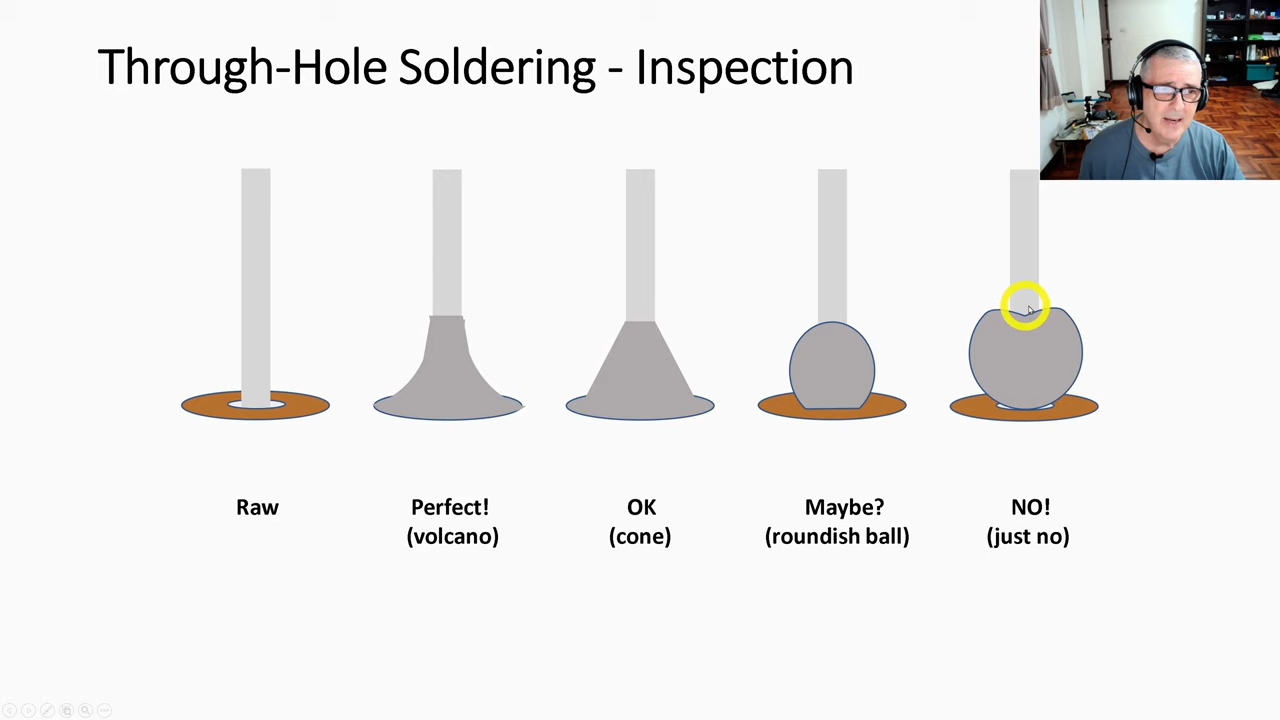 Through-Hole Soldering - Inspection
Raw
Perfect!
(volcano)
OK
(cone)
Maybe?
(roundish ball)
NO!
(just no)